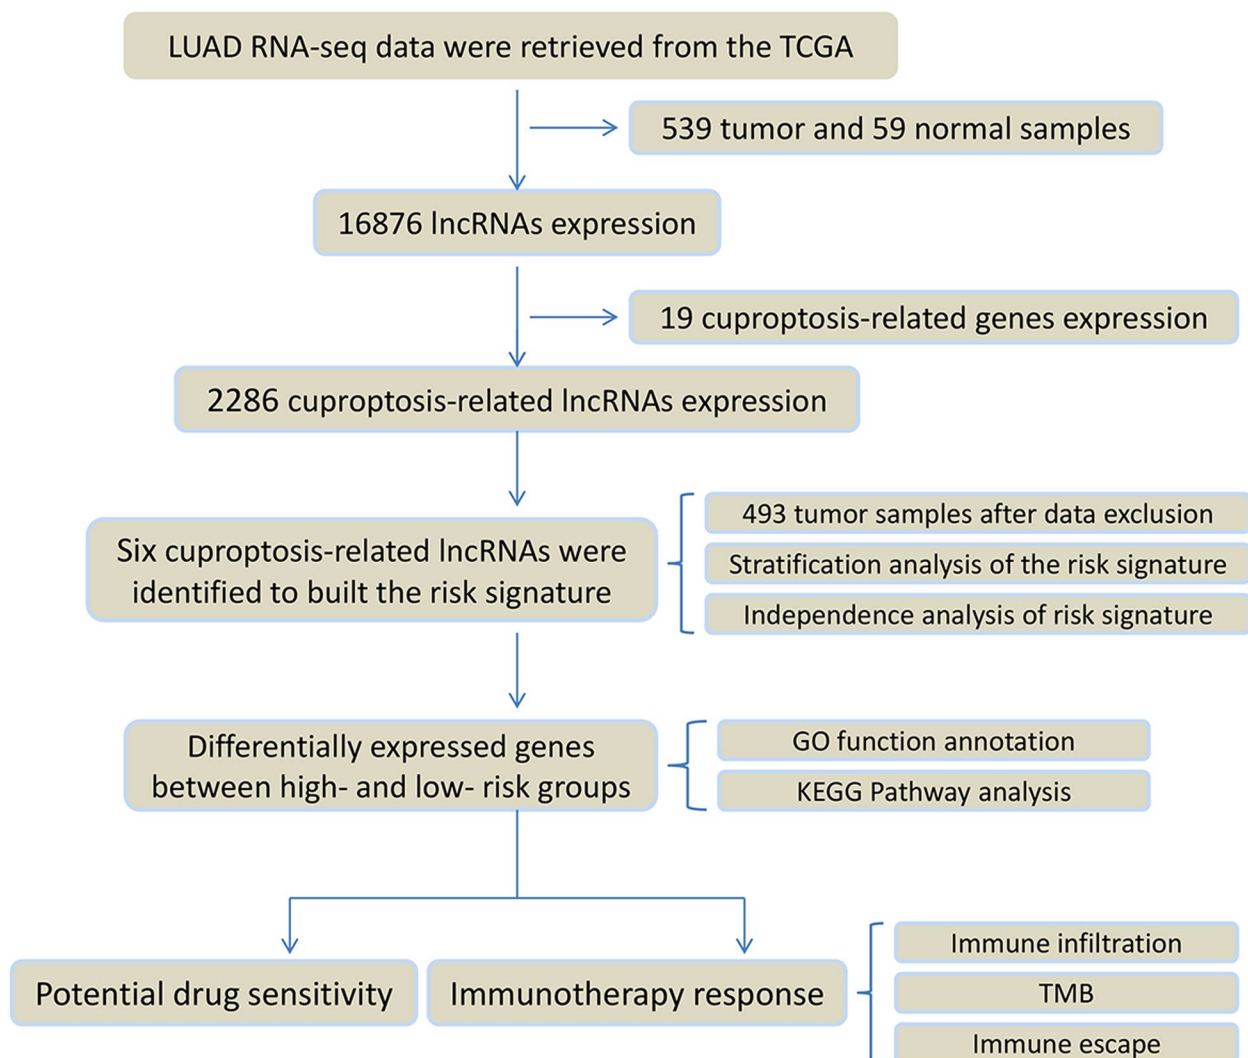 LUAD RNA-seq data were retrieved from the TCGA
539 tumor and 59 normal samples
16876 lncRNAs expression
19 cuproptosis-related genes expression
2286 cuproptosis-related lncRNAs expression
Six cuproptosis-related lncRNAs were
identified to built the risk signature
493 tumor samples after data exclusion
Stratification analysis of the risk signature
Independence analysis of risk signature
Differentially expressed genes
between high- and low- risk groups
GO function annotation
KEGG Pathway analysis
Potential drug sensitivity
Immunotherapy response
Immune infiltration
TMB
Immune escape